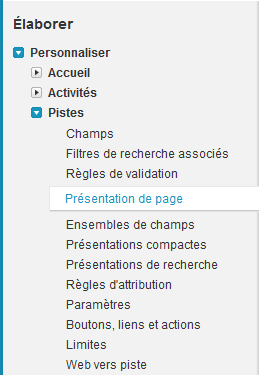 Élaborer
Personnaliser
Accueil
Activités
Pistes
Champs
Filtres de recherche associés
Règles de validation
Présentation de page
Ensembles de champs
Présentations compactes
Présentations de recherche
Règles d'attribution
Paramètres
Boutons, liens et actions
Limites
Web vers piste